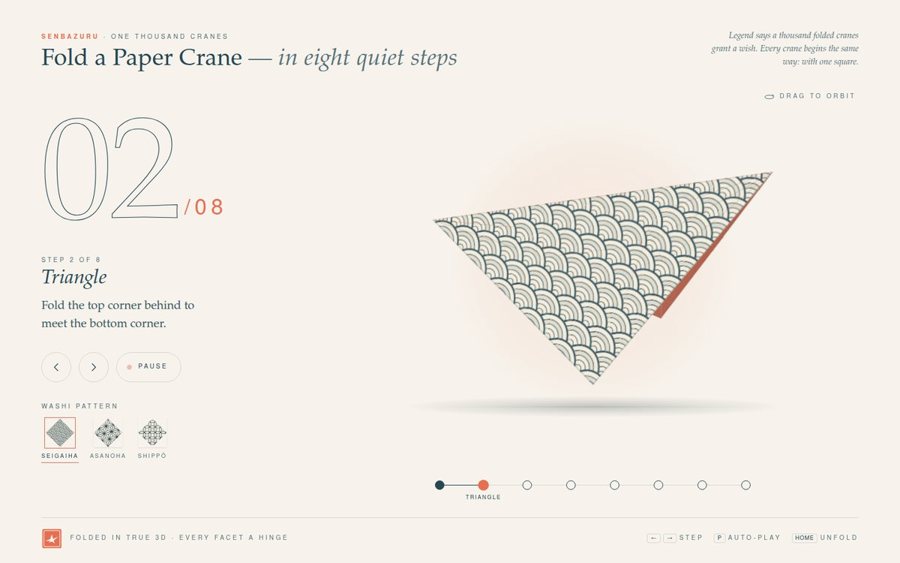 SENBAZURU · ONE THOUSAND CRANES
Fold a Paper Crane — in eight quiet steps
Legend says a thousand folded cranes
grant a wish. Every crane begins the same
way: with one square.
DRAG TO ORBIT
02/08
STEP 2 OF 8
Triangle
Fold the top corner behind to
meet the bottom corner.
PAUSE
WASHI PATTERN
SEIGAIHA ASANOHA SHIPPŌ
TRIANGLE
FOLDED IN TRUE 3D · EVERY FACET A HINGE
← → STEP P AUTO-PLAY HOME UNFOLD